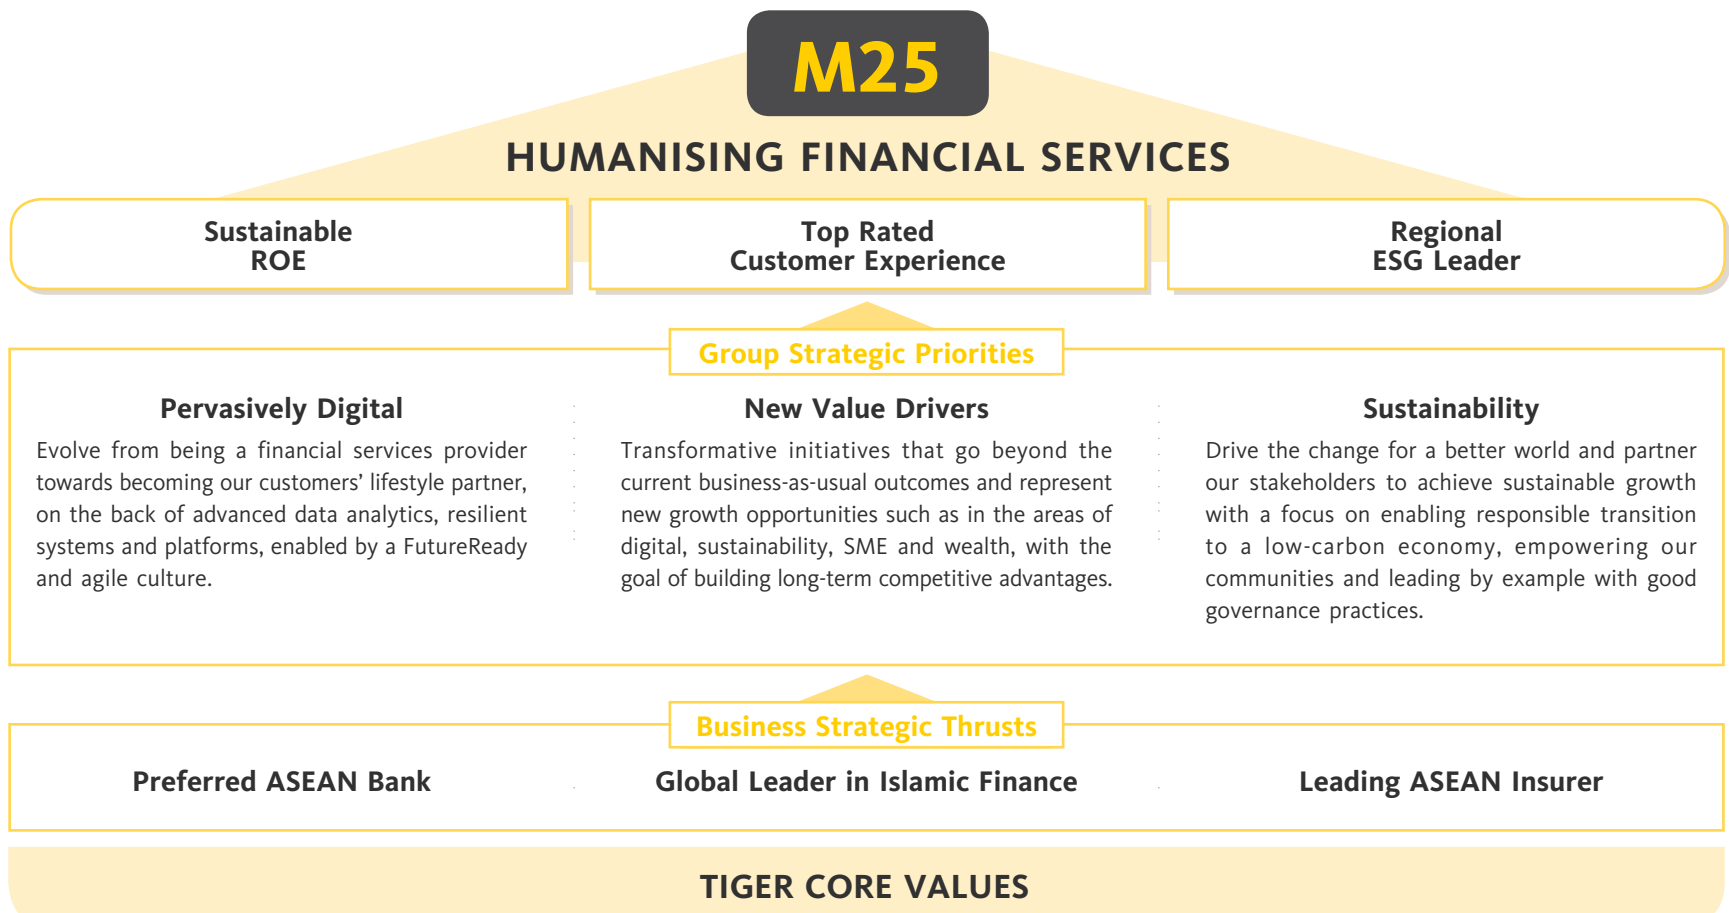 M25
HUMANISING FINANCIAL SERVICES
Sustainable
ROE
Top Rated
Customer Experience
Regional
ESG Leader
Group Strategic Priorities
Pervasively Digital
Evolve from being a financial services provider
towards becoming our customers’ lifestyle partner,
on the back of advanced data analytics, resilient
systems and platforms, enabled by a FutureReady
and agile culture.
New Value Drivers
Transformative initiatives that go beyond the
current business-as-usual outcomes and represent
new growth opportunities such as in the areas of
digital, sustainability, SME and wealth, with the
goal of building long-term competitive advantages.
Sustainability
Drive the change for a better world and partner
our stakeholders to achieve sustainable growth
with a focus on enabling responsible transition
to a low-carbon economy, empowering our
communities and leading by example with good
governance practices.
Business Strategic Thrusts
Preferred ASEAN Bank
Global Leader in Islamic Finance
Leading ASEAN Insurer
TIGER CORE VALUES